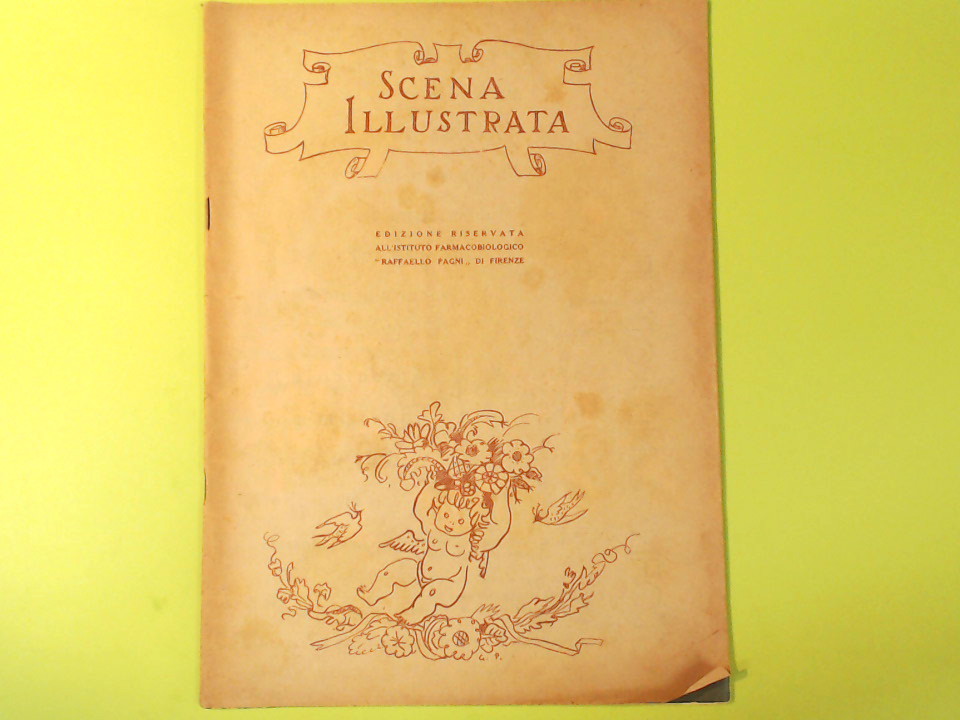 SCENA
ILLUSTRATA
EDIZIONE RISERVATA
ALL'ISTITUTO FARMACOBIOLOGICO
"RAFFAELLO PAGNI„ DI FIRENZE
G. P.